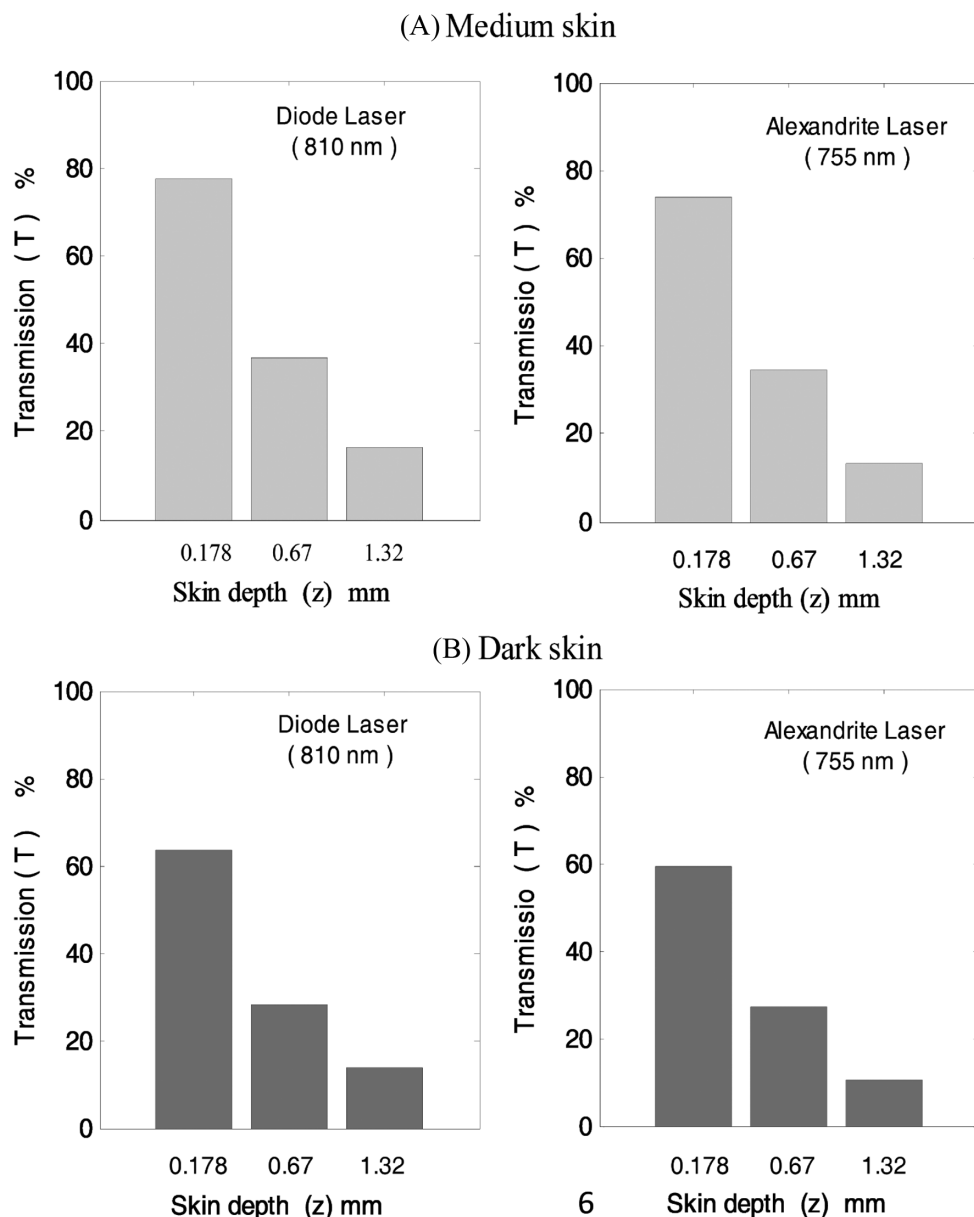 (A) Medium skin
100
80
60
40
20
0
Transmission ( T ) %
Diode Laser
( 810 nm )
0.178 0.67 1.32
Skin depth (z) mm
100
80
60
40
20
0
Transmissio ( T ) %
Alexandrite Laser
( 755 nm )
0.178 0.67 1.32
Skin depth (z) mm
(B) Dark skin
100
80
60
40
20
0
Transmission ( T ) %
Diode Laser
( 810 nm )
0.178 0.67 1.32
Skin depth (z) mm
100
80
60
40
20
0
Transmissio ( T ) %
Alexandrite Laser
( 755 nm )
0.178 0.67 1.32
6 Skin depth (z) mm